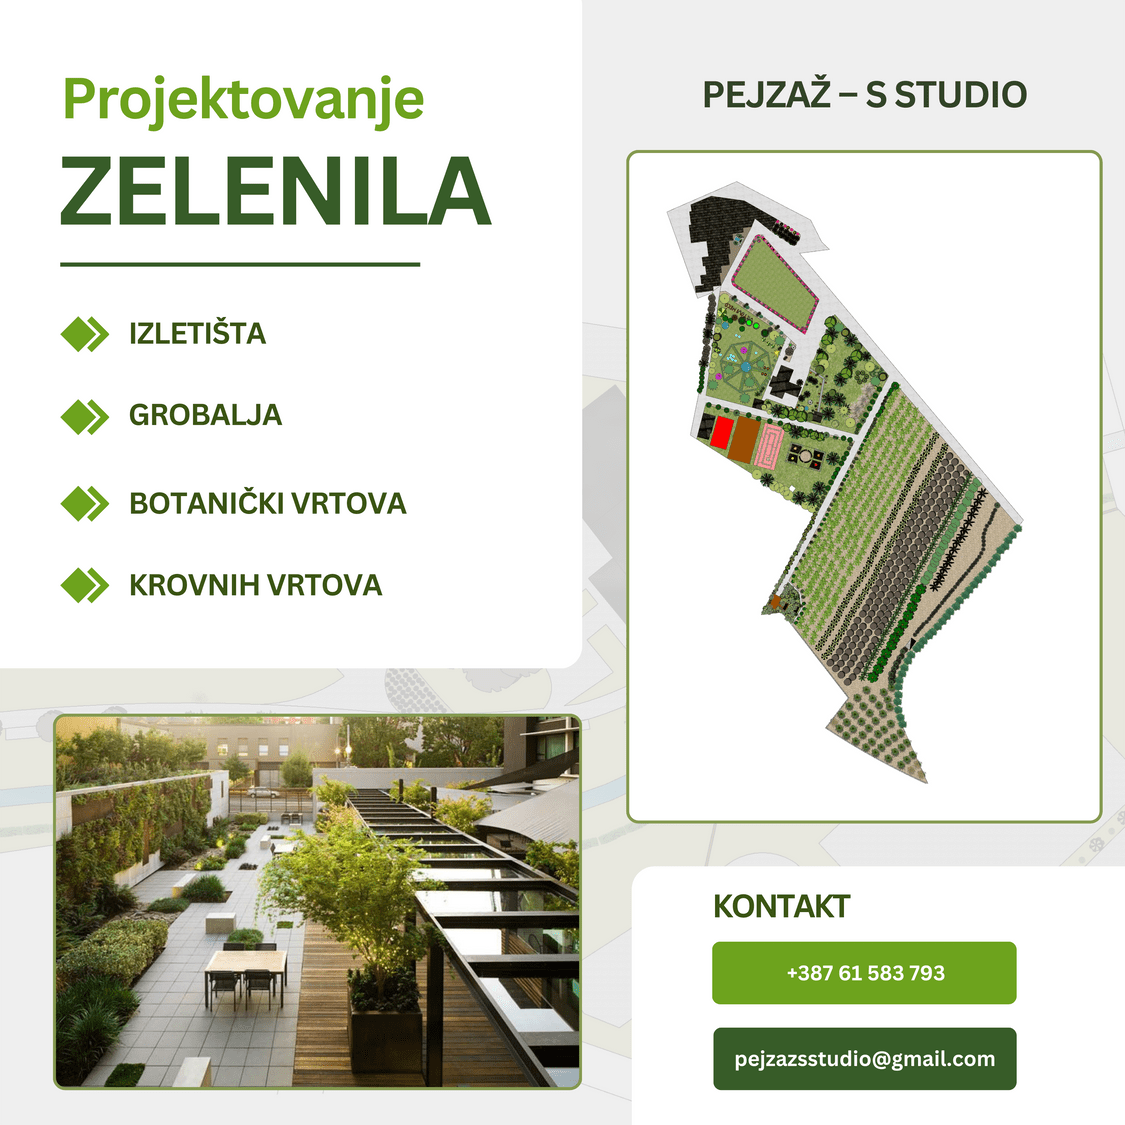 Projektovanje
ZELENILA
IZLETIŠTA
GROBALJA
BOTANIČKI VRTOVA
KROVNIH VRTOVA
PEJZAŽ – S STUDIO
KONTAKT
+387 61 583 793
pejzazsstudio@gmail.com